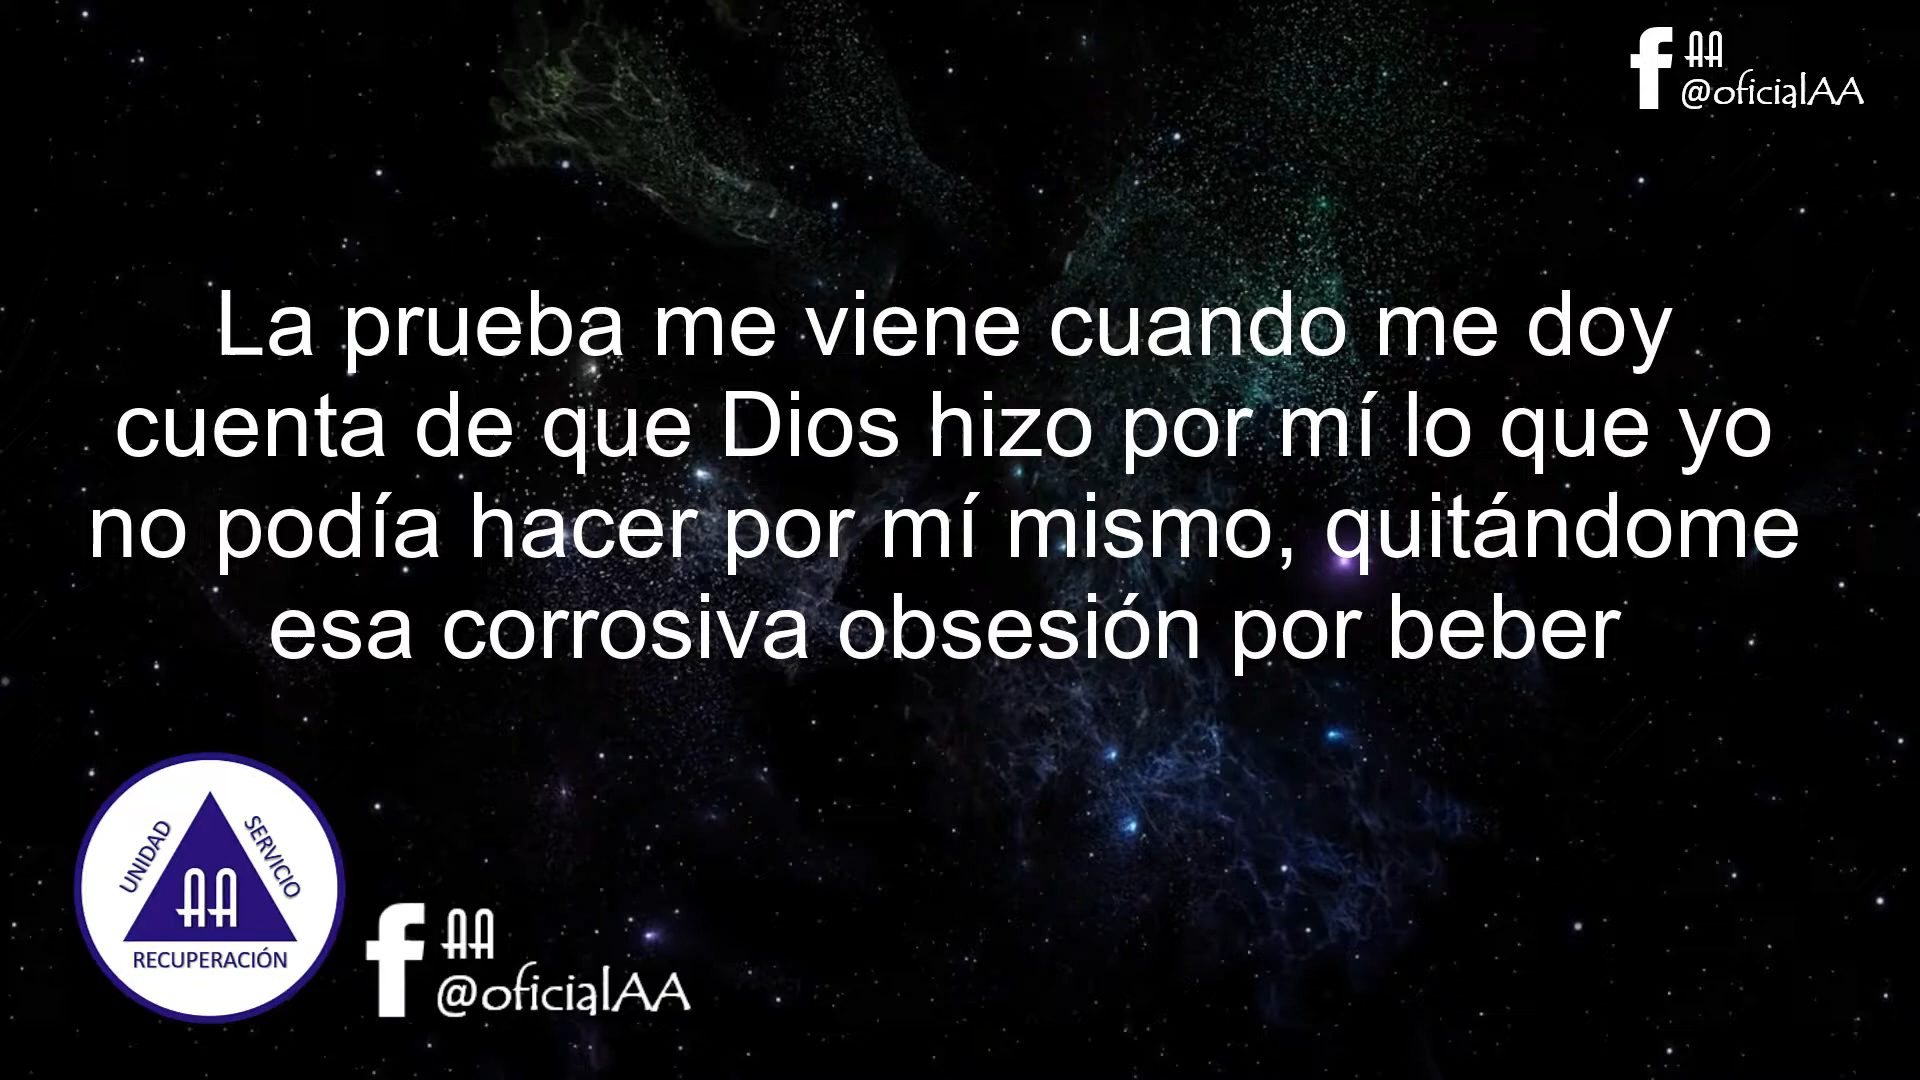 AA
@oficialAA
La prueba me viene cuando me doy
cuenta de que Dios hizo por mí lo que yo
no podía hacer por mí mismo, quitándome
esa corrosiva obsesión por beber
UNIDAD
SERVICIO
AA
RECUPERACIÓN
AA
@oficialAA